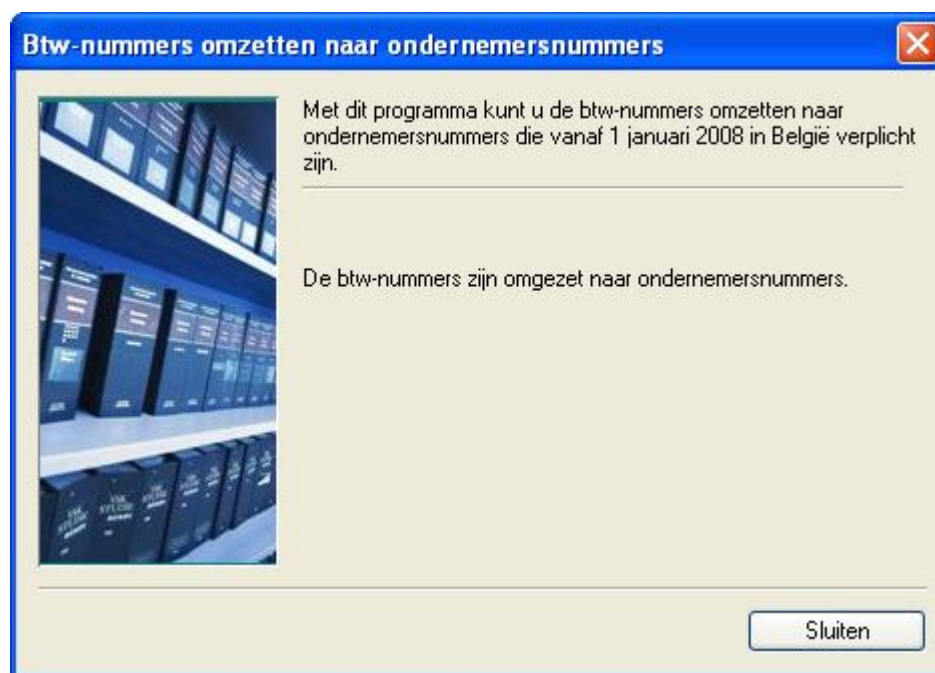 Btw-nummers omzetten naar ondernemersnummers
Met dit programma kunt u de btw-nummers omzetten naar
ondernemersnummers die vanaf 1 januari 2008 in België verplicht
zijn.
De btw-nummers zijn omgezet naar ondernemersnummers.
Sluiten